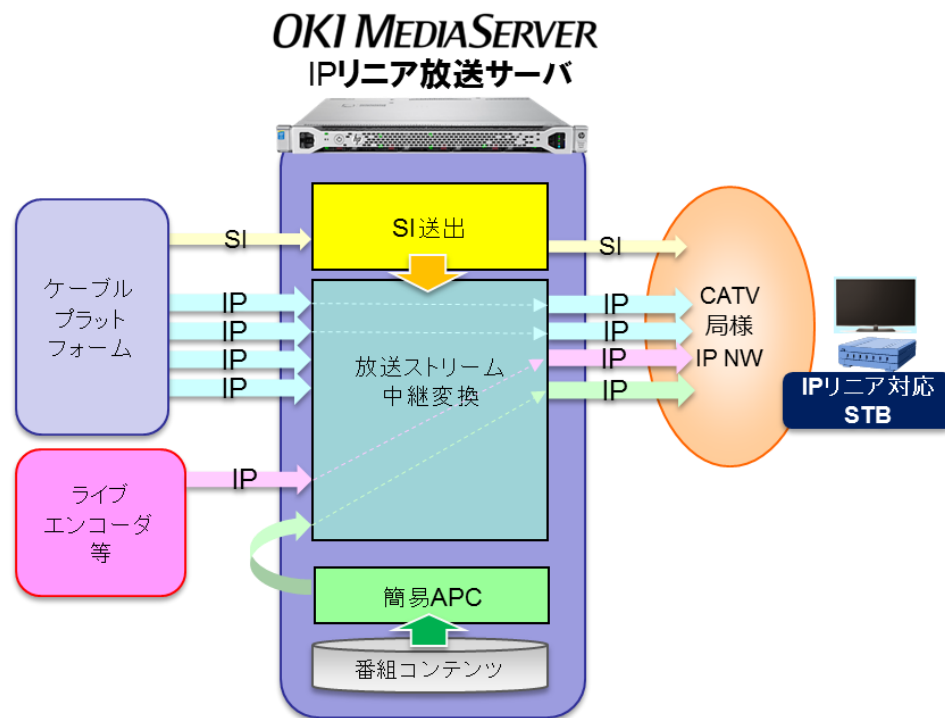 OKI MEDIASERVER
IPリニア放送サーバ
SI送出
SI
SI
ケーブル
プラット
フォーム
IP
IP
IP
IP
放送ストリーム
中継変換
IP
IP
IP
IP
CATV
局様
IP NW
IPリニア対応
STB
ライブ
エンコーダ
等
IP
簡易APC
番組コンテンツ